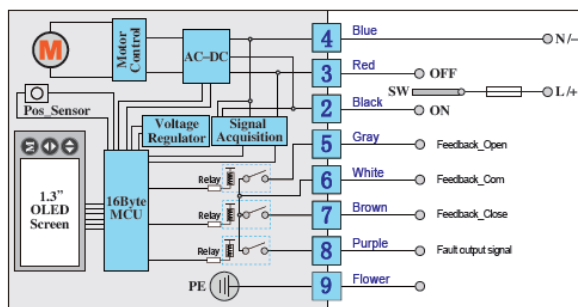 M
Motor
Control
AC-DC
4
Blue
N/-
3
Red
OFF
SW
L/+
2
Black
ON
Pos_Sensor
Voltage
Regulator
Signal
Acquisition
5
Gray
Feedback_Open
M
1.3"
OLED
Screen
16Byte
MCU
Relay
6
White
Feedback_Com
Relay
7
Brown
Feedback_Close
Relay
8
Purple
Fault output signal
PE
9
Flower